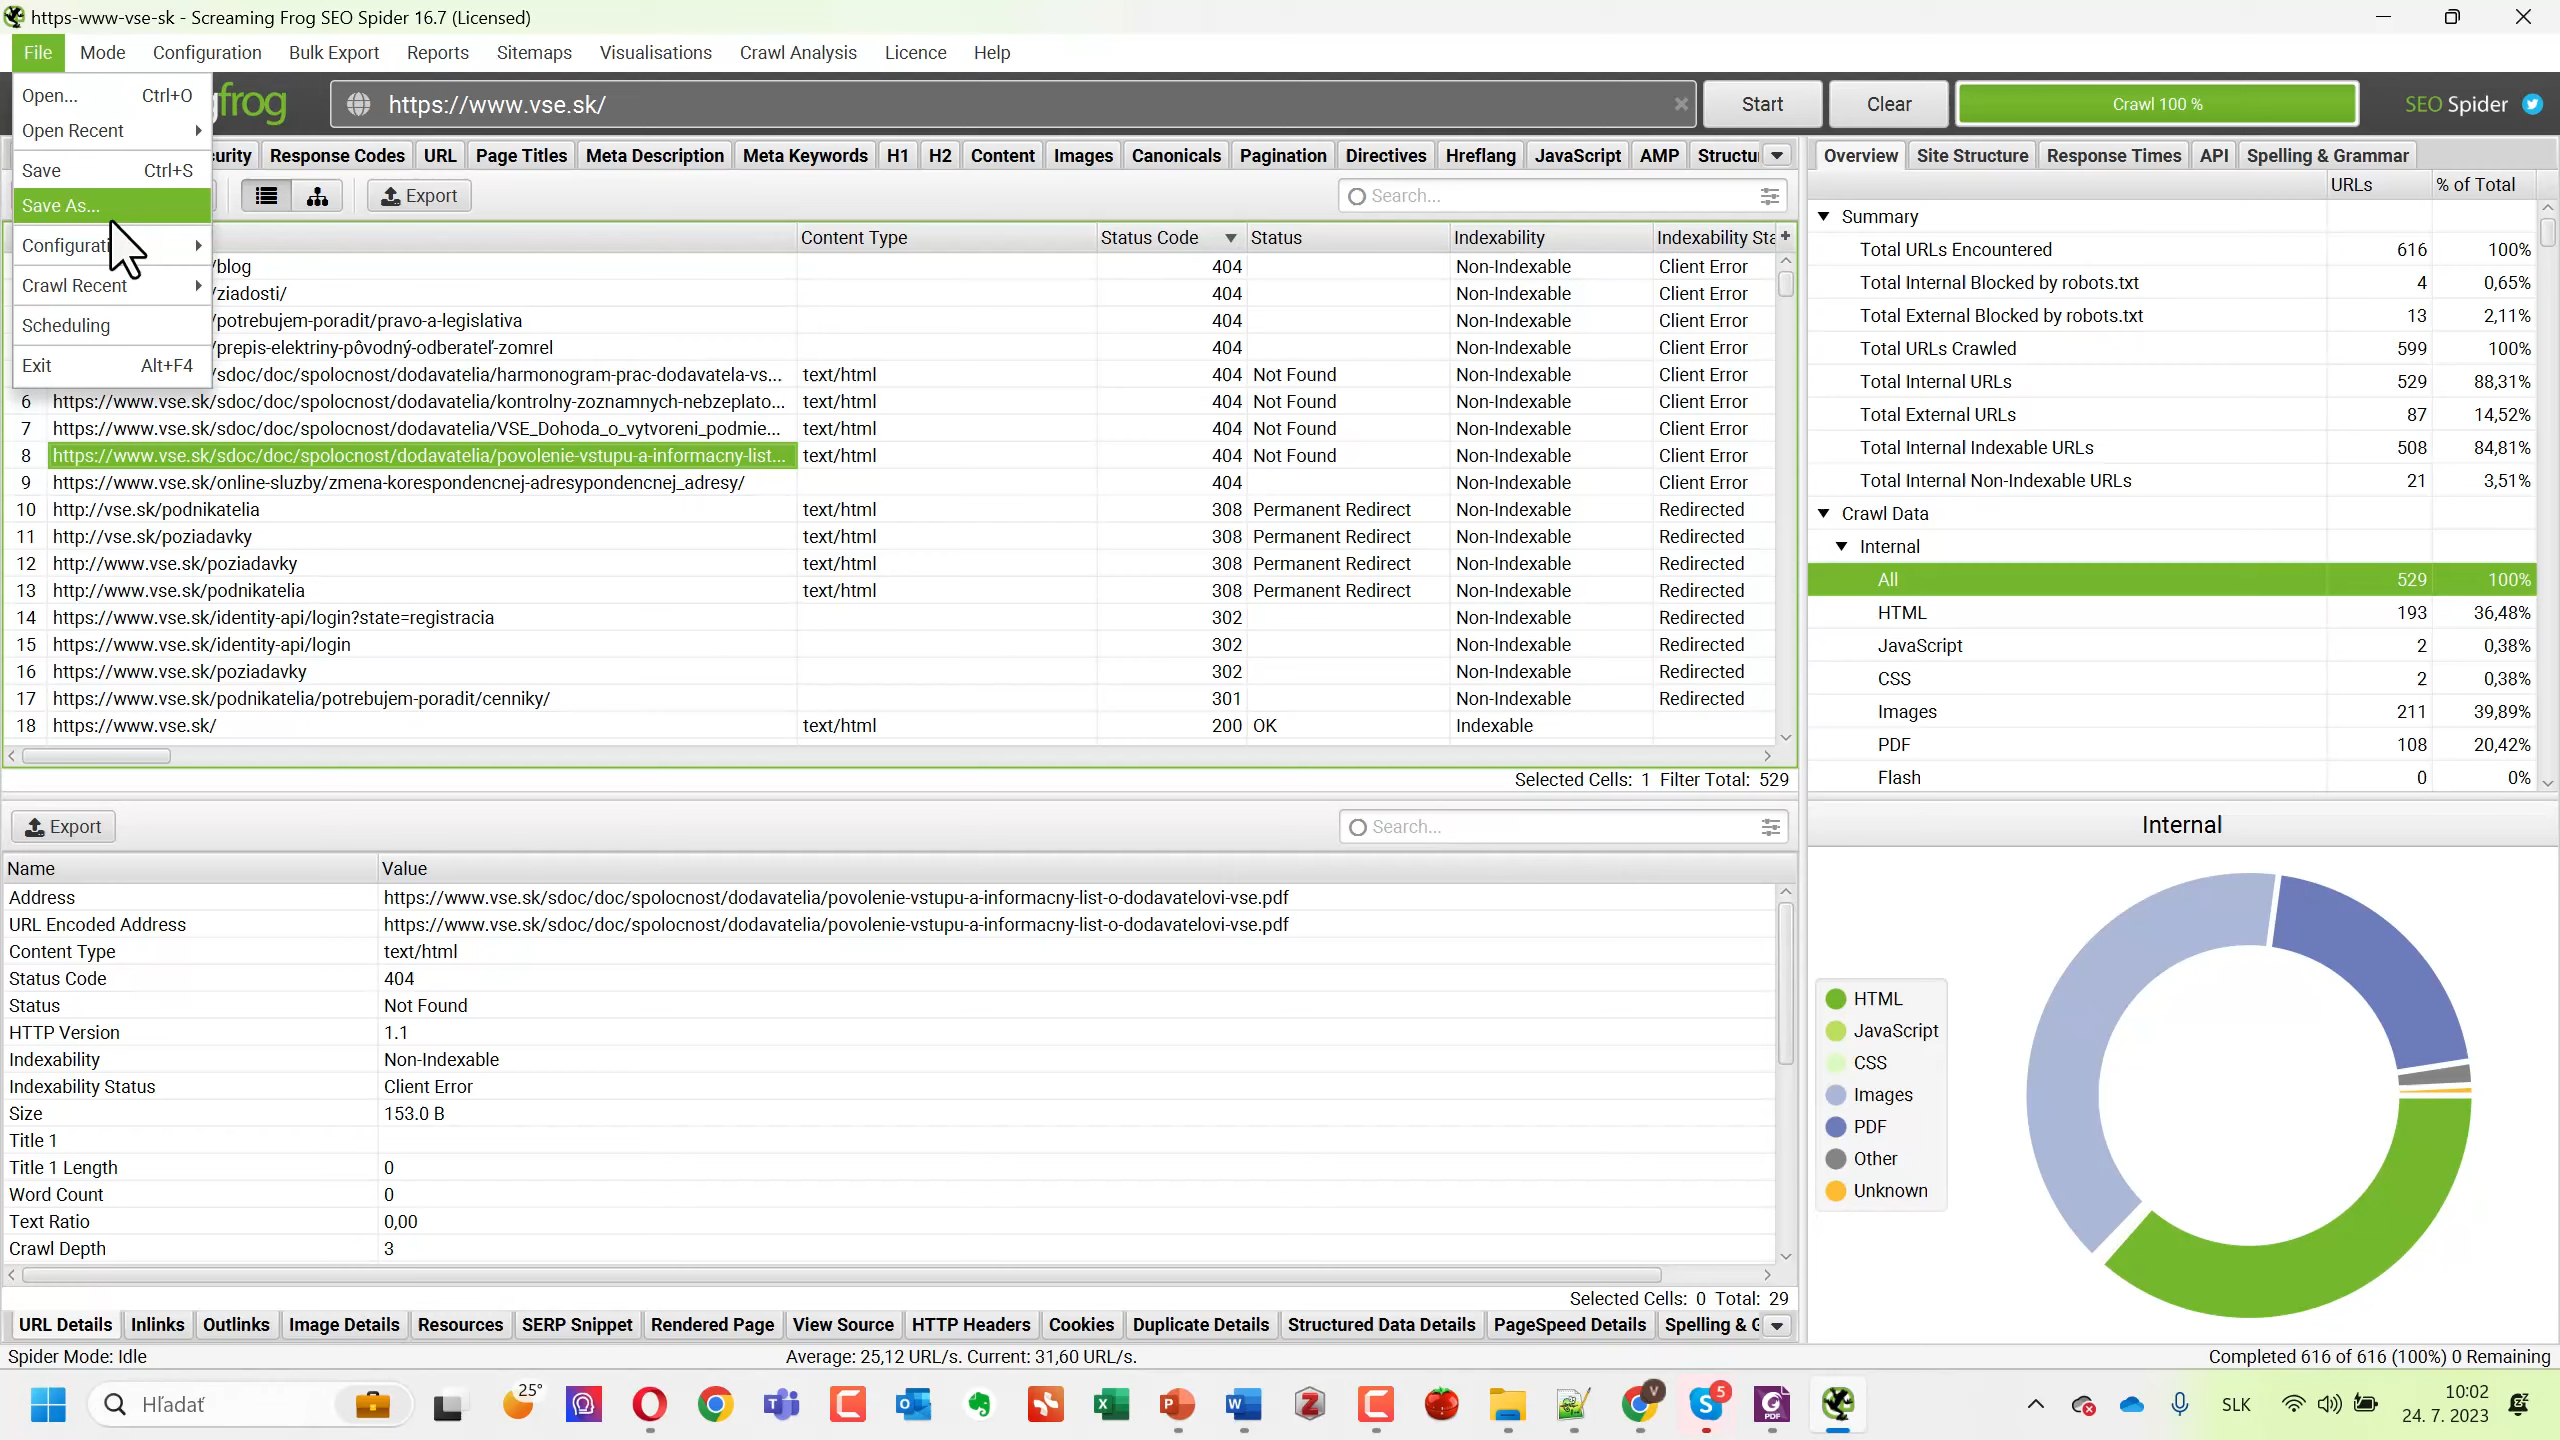 https-www-vse-sk - Screaming Frog SEO Spider 16.7 (Licensed)
File Mode Configuration Bulk Export Reports Sitemaps Visualisations Crawl Analysis Licence Help
Open... Ctrl+O
Open Recent
Save Ctrl+S
Save As...
Crawl Recent
Scheduling
Exit Alt+F4
frog https://www.vse.sk/ Start Clear Crawl 100 % SEO Spider
Response Codes URL Page Titles Meta Description Meta Keywords H1 H2 Content Images Canonicals Pagination Directives Hreflang JavaScript AMP
Export Search...
Content Type Status Code Status Indexability Indexability Sta
/blog 404 Non-Indexable Client Error
/ziadosti/ 404 Non-Indexable Client Error
/potrebujem-poradit/pravo-a-legislativa 404 Non-Indexable Client Error
/prepis-elektriny-pôvodný-odberateľ-zomrel 404 Non-Indexable Client Error
/sdoc/doc/spolocnost/dodavatelia/harmonogram-prac-dodavatela-vs... text/html 404 Not Found Non-Indexable Client Error
6 https://www.vse.sk/sdoc/doc/spolocnost/dodavatelia/kontrolny-zoznamnych-nebzeplato... text/html 404 Not Found Non-Indexable Client Error
7 https://www.vse.sk/sdoc/doc/spolocnost/dodavatelia/VSE_Dohoda_o_vytvoreni_podmie... text/html 404 Not Found Non-Indexable Client Error
8 https://www.vse.sk/sdoc/doc/spolocnost/dodavatelia/povolenie-vstupu-a-informacny-list... text/html 404 Not Found Non-Indexable Client Error
9 https://www.vse.sk/online-sluzby/zmena-korespondencnej-adresypondencnej_adresy/ 404 Non-Indexable Client Error
10 http://vse.sk/podnikatelia text/html 308 Permanent Redirect Non-Indexable Redirected
11 http://vse.sk/poziadavky text/html 308 Permanent Redirect Non-Indexable Redirected
12 http://www.vse.sk/poziadavky text/html 308 Permanent Redirect Non-Indexable Redirected
13 http://www.vse.sk/podnikatelia text/html 308 Permanent Redirect Non-Indexable Redirected
14 https://www.vse.sk/identity-api/login?state=registracia 302 Non-Indexable Redirected
15 https://www.vse.sk/identity-api/login 302 Non-Indexable Redirected
16 https://www.vse.sk/poziadavky 302 Non-Indexable Redirected
17 https://www.vse.sk/podnikatelia/potrebujem-poradit/cenniky/ 301 Non-Indexable Redirected
18 https://www.vse.sk/ text/html 200 OK Indexable
Selected Cells: 1 Filter Total: 529
Export Search...
Name Value
Address https://www.vse.sk/sdoc/doc/spolocnost/dodavatelia/povolenie-vstupu-a-informacny-list-o-dodavatelovi-vse.pdf
URL Encoded Address https://www.vse.sk/sdoc/doc/spolocnost/dodavatelia/povolenie-vstupu-a-informacny-list-o-dodavatelovi-vse.pdf
Content Type text/html
Status Code 404
Status Not Found
HTTP Version 1.1
Indexability Non-Indexable
Indexability Status Client Error
Size 153.0 B
Title 1
Title 1 Length 0
Word Count 0
Text Ratio 0,00
Crawl Depth 3
Selected Cells: 0 Total: 29
URL Details Inlinks Outlinks Image Details Resources SERP Snippet Rendered Page View Source HTTP Headers Cookies Duplicate Details Structured Data Details PageSpeed Details Spelling &
Overview Site Structure Response Times API Spelling & Grammar
URLs % of Total
Summary
Total URLs Encountered 616 100%
Total Internal Blocked by robots.txt 4 0,65%
Total External Blocked by robots.txt 13 2,11%
Total URLs Crawled 599 100%
Total Internal URLs 529 88,31%
Total External URLs 87 14,52%
Total Internal Indexable URLs 508 84,81%
Total Internal Non-Indexable URLs 21 3,51%
Crawl Data
Internal
All 529 100%
HTML 193 36,48%
JavaScript 2 0,38%
CSS 2 0,38%
Images 211 39,89%
PDF 108 20,42%
Flash 0 0%
Internal
HTML
JavaScript
CSS
Images
PDF
Other
Unknown
Spider Mode: Idle Average: 25,12 URL/s. Current: 31,60 URL/s. Completed 616 of 616 (100%) 0 Remaining
Hľadať 25° V 5 PDF SLK 10:02
24. 7. 2023